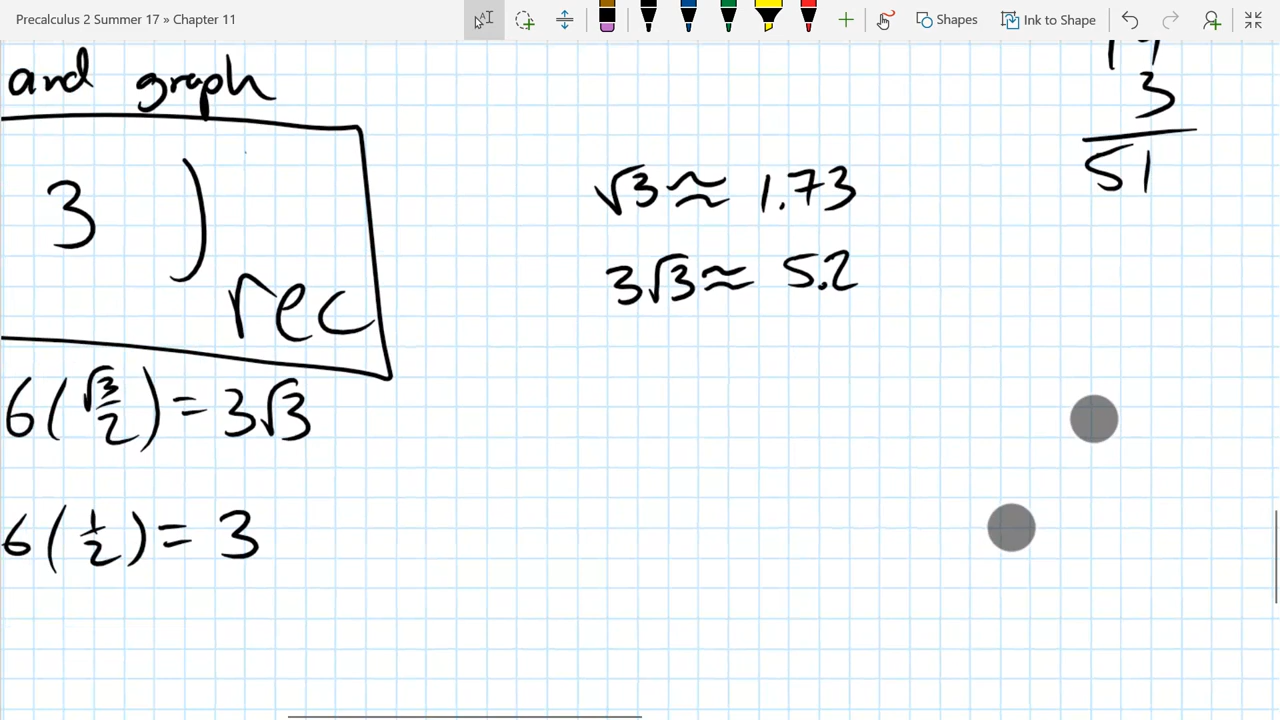 Precalculus 2 Summer 17 » Chapter 11
Shapes
Ink to Shape
and graph
3 )
rec
6(√3/2) = 3√3
6(1/2) = 3
√3 ≈ 1.73
3√3 ≈ 5.2
3
51